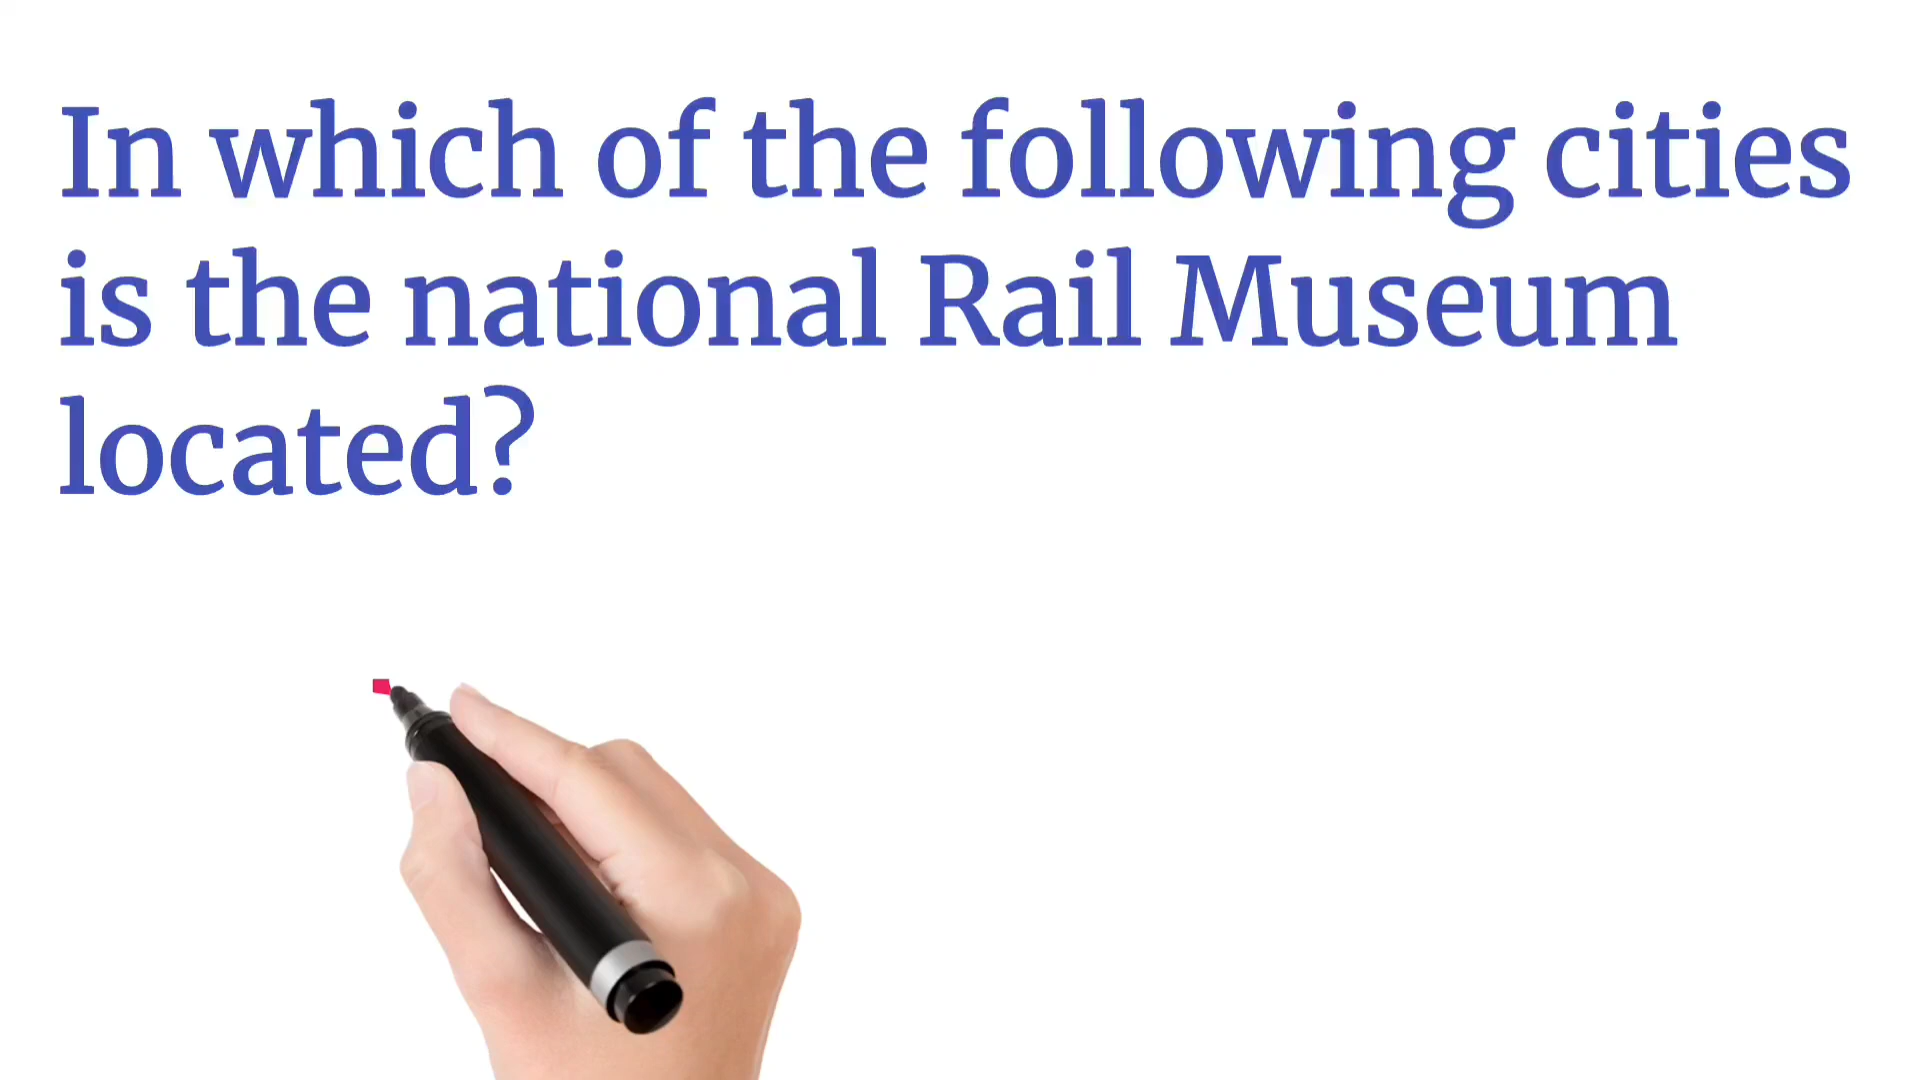 In which of the following cities
is the national Rail Museum
located?